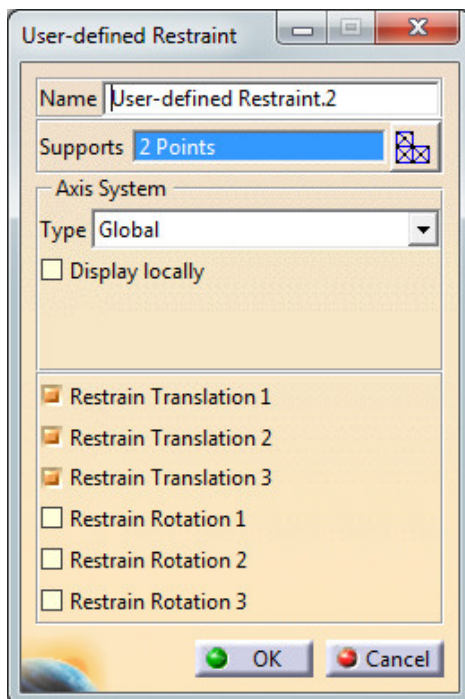 User-defined Restraint
Name User-defined Restraint.2
Supports 2 Points
Axis System
Type Global
Display locally
Restrain Translation 1
Restrain Translation 2
Restrain Translation 3
Restrain Rotation 1
Restrain Rotation 2
Restrain Rotation 3
OK Cancel